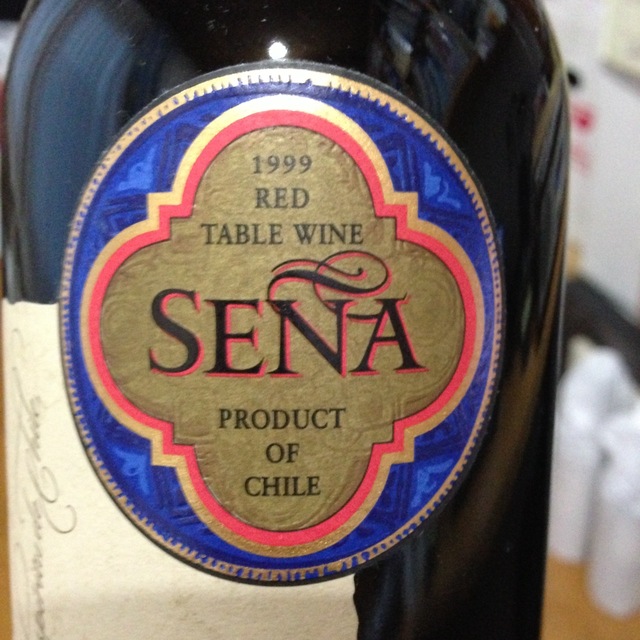 1999
RED
TABLE WINE
SEÑA
PRODUCT
OF
CHILE